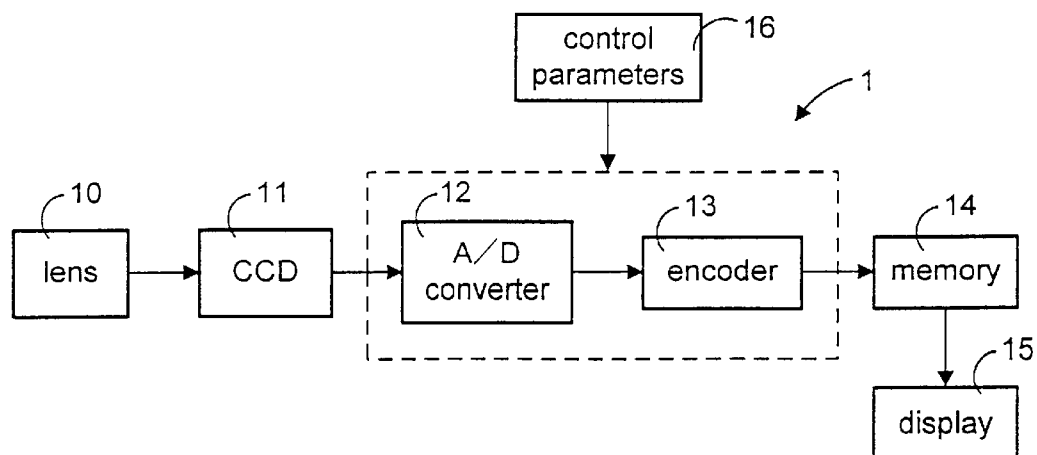 16
control
parameters
1
10
11
12
13
14
lens
CCD
A/D
converter
encoder
memory
15
display